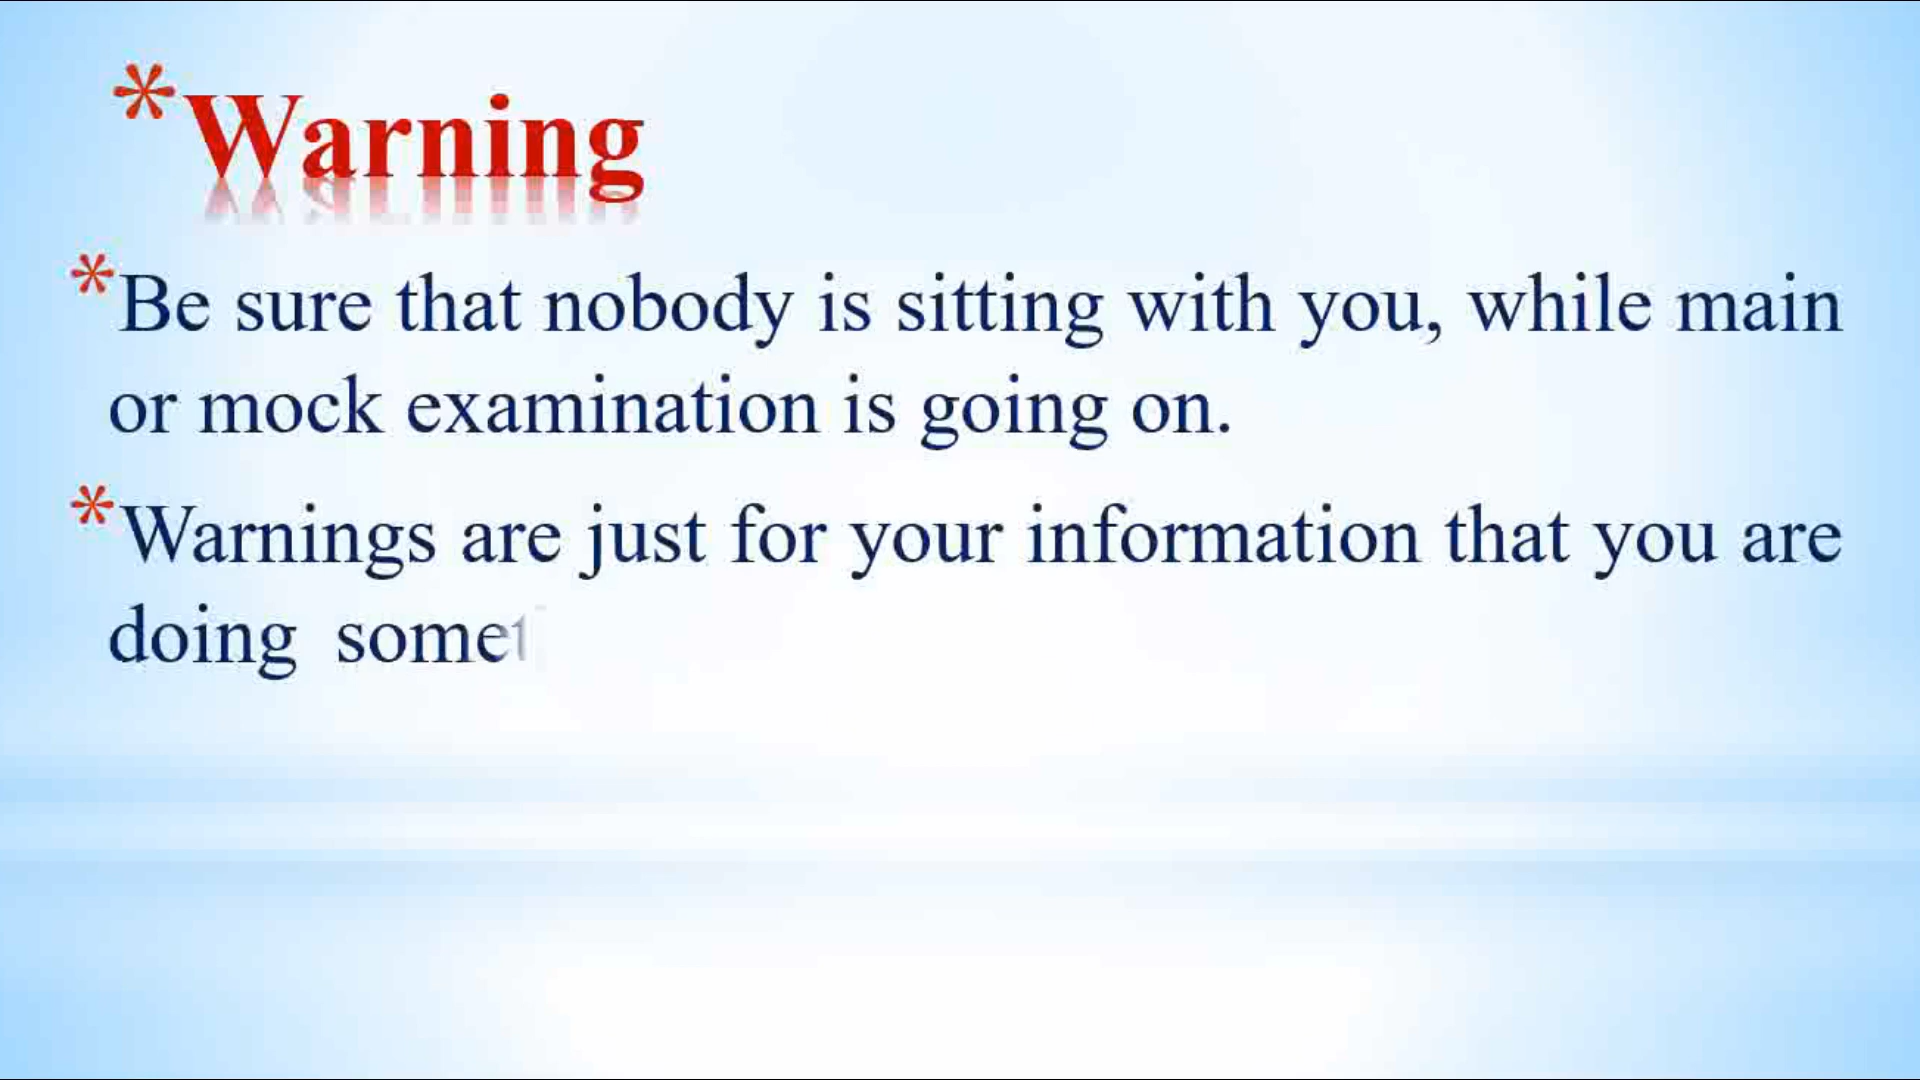 *Warning
*Be sure that nobody is sitting with you, while main
or mock examination is going on.
*Warnings are just for your information that you are
doing somet